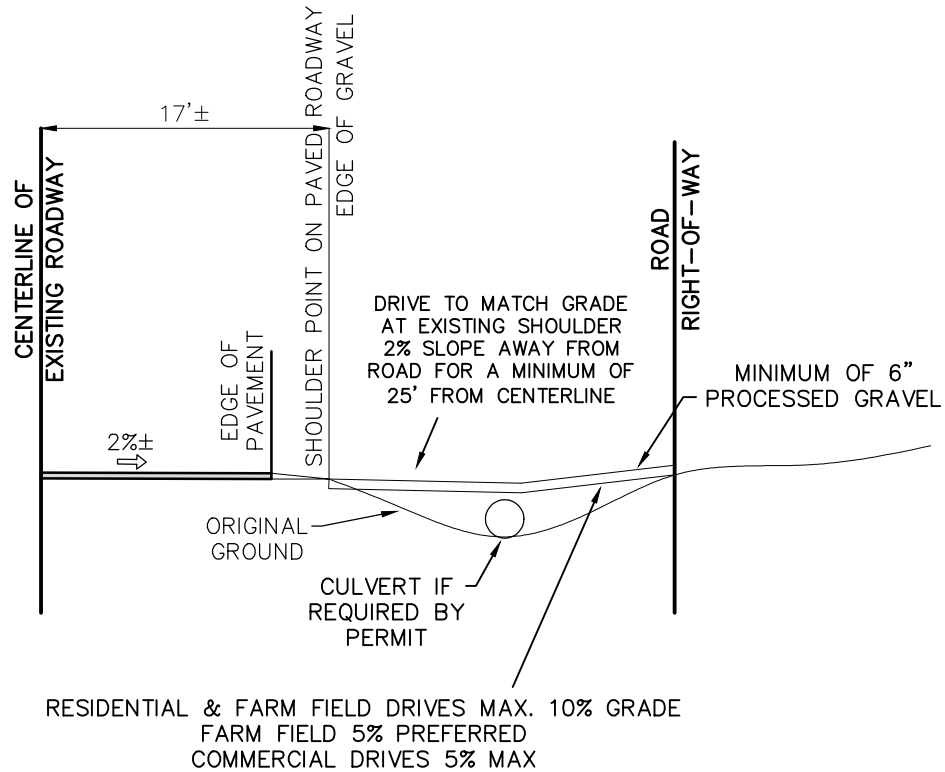 17'±
CENTERLINE OF
EXISTING ROADWAY
2%±
EDGE OF
PAVEMENT
SHOULDER POINT ON PAVED ROADWAY
EDGE OF GRAVEL
ROAD
RIGHT-OF-WAY
DRIVE TO MATCH GRADE
AT EXISTING SHOULDER
2% SLOPE AWAY FROM
ROAD FOR A MINIMUM OF
25' FROM CENTERLINE
MINIMUM OF 6"
PROCESSED GRAVEL
ORIGINAL
GROUND
CULVERT IF
REQUIRED BY
PERMIT
RESIDENTIAL & FARM FIELD DRIVES MAX. 10% GRADE
FARM FIELD 5% PREFERRED
COMMERCIAL DRIVES 5% MAX